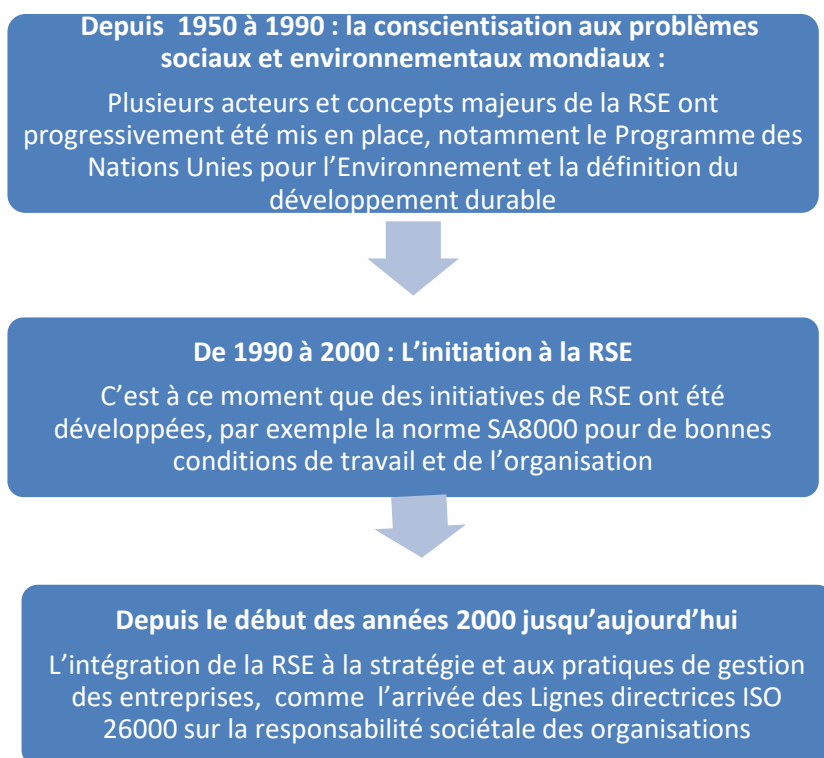 Depuis 1950 à 1990 : la conscientisation aux problèmes
sociaux et environnementaux mondiaux :
Plusieurs acteurs et concepts majeurs de la RSE ont
progressivement été mis en place, notamment le Programme des
Nations Unies pour l’Environnement et la définition du
développement durable
De 1990 à 2000 : L’initiation à la RSE
C’est à ce moment que des initiatives de RSE ont été
développées, par exemple la norme SA8000 pour de bonnes
conditions de travail et de l’organisation
Depuis le début des années 2000 jusqu’aujourd’hui
L’intégration de la RSE à la stratégie et aux pratiques de gestion
des entreprises, comme l’arrivée des Lignes directrices ISO
26000 sur la responsabilité sociétale des organisations